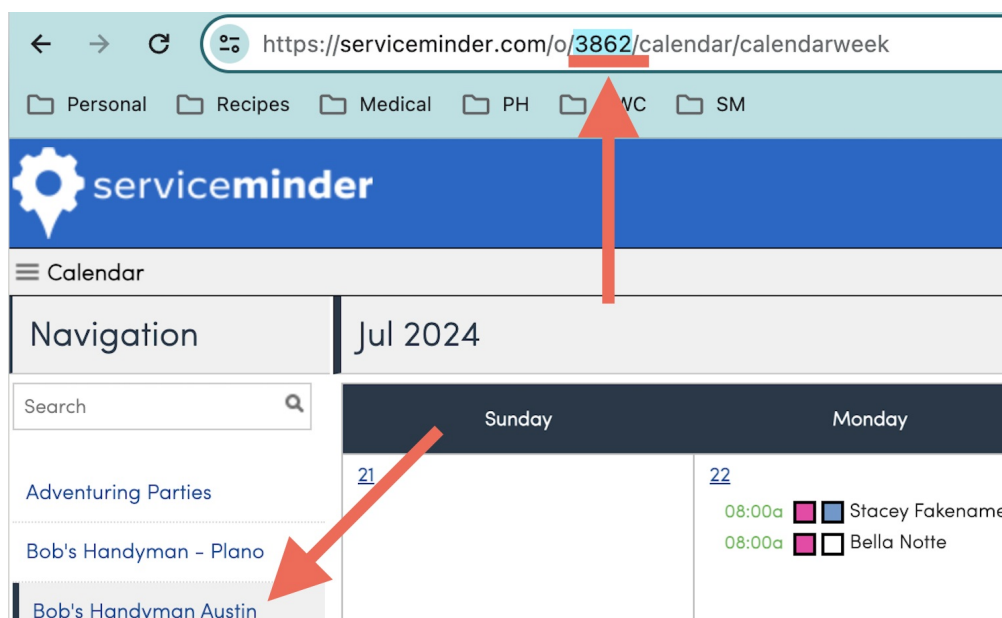 https://serviceminder.com/o/3862/calendar/calendarweek
Personal Recipes Medical PH WC SM
serviceminder
Calendar
Navigation
Jul 2024
Search
Sunday Monday
21 22
Adventuring Parties
08:00a Stacey Fakename
08:00a Bella Notte
Bob's Handyman - Plano
Bob's Handyman Austin